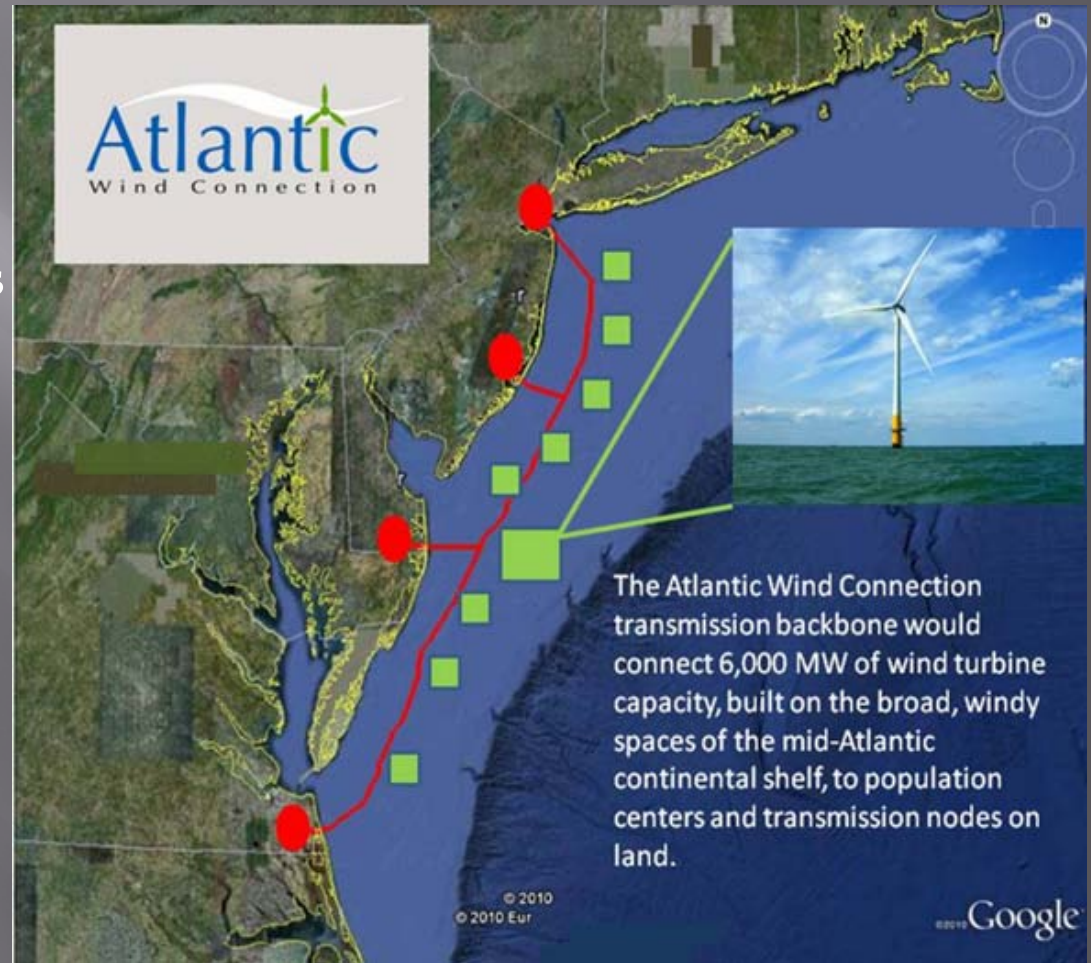 Atlantic
Wind Connection
N
The Atlantic Wind Connection
transmission backbone would
connect 6,000 MW of wind turbine
capacity, built on the broad, windy
spaces of the mid-Atlantic
continental shelf, to population
centers and transmission nodes on
land.
© 2010
© 2010 Eur
©2010 Google